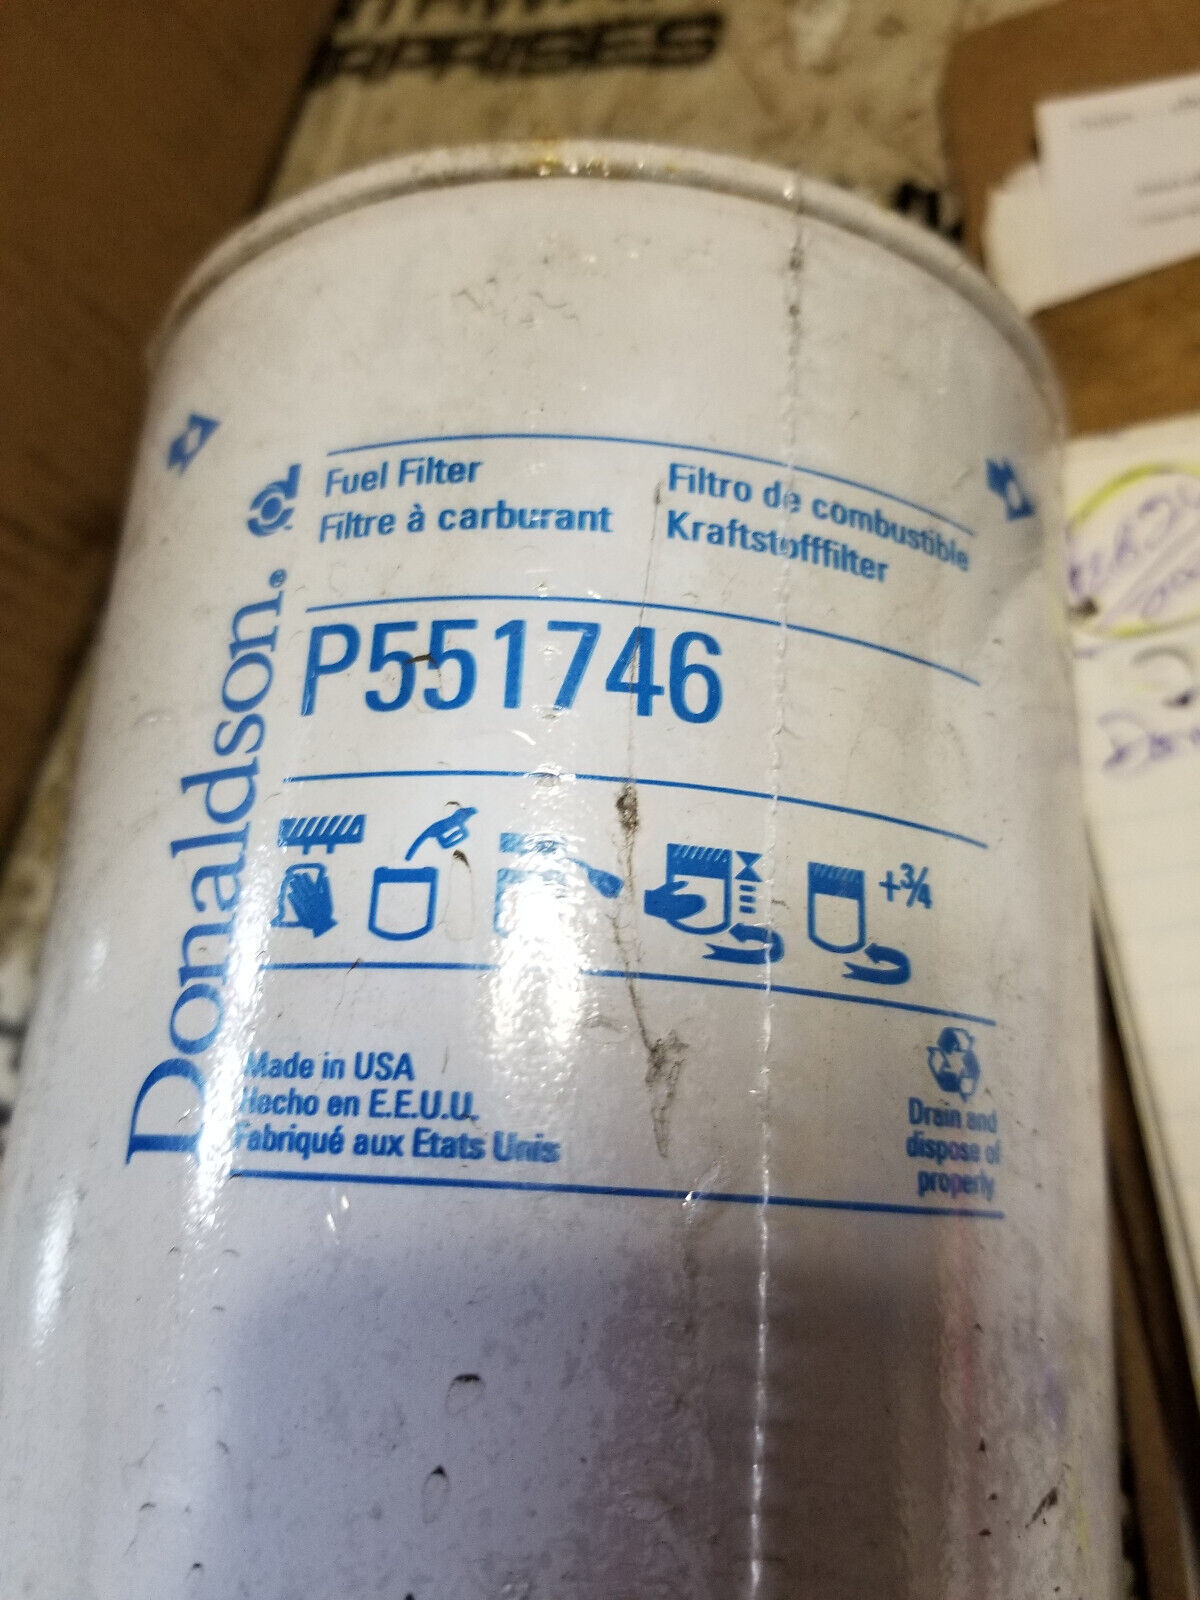 RPRISES
Donaldson.®
Fuel Filter
Filtre à carburant
Filtro de combustible
Kraftstofffilter
P551746
+3/4
Made in USA
Hecho en E.E.U.U.
Fabriqué aux Etats Unis
Drain and
dispose of
properly